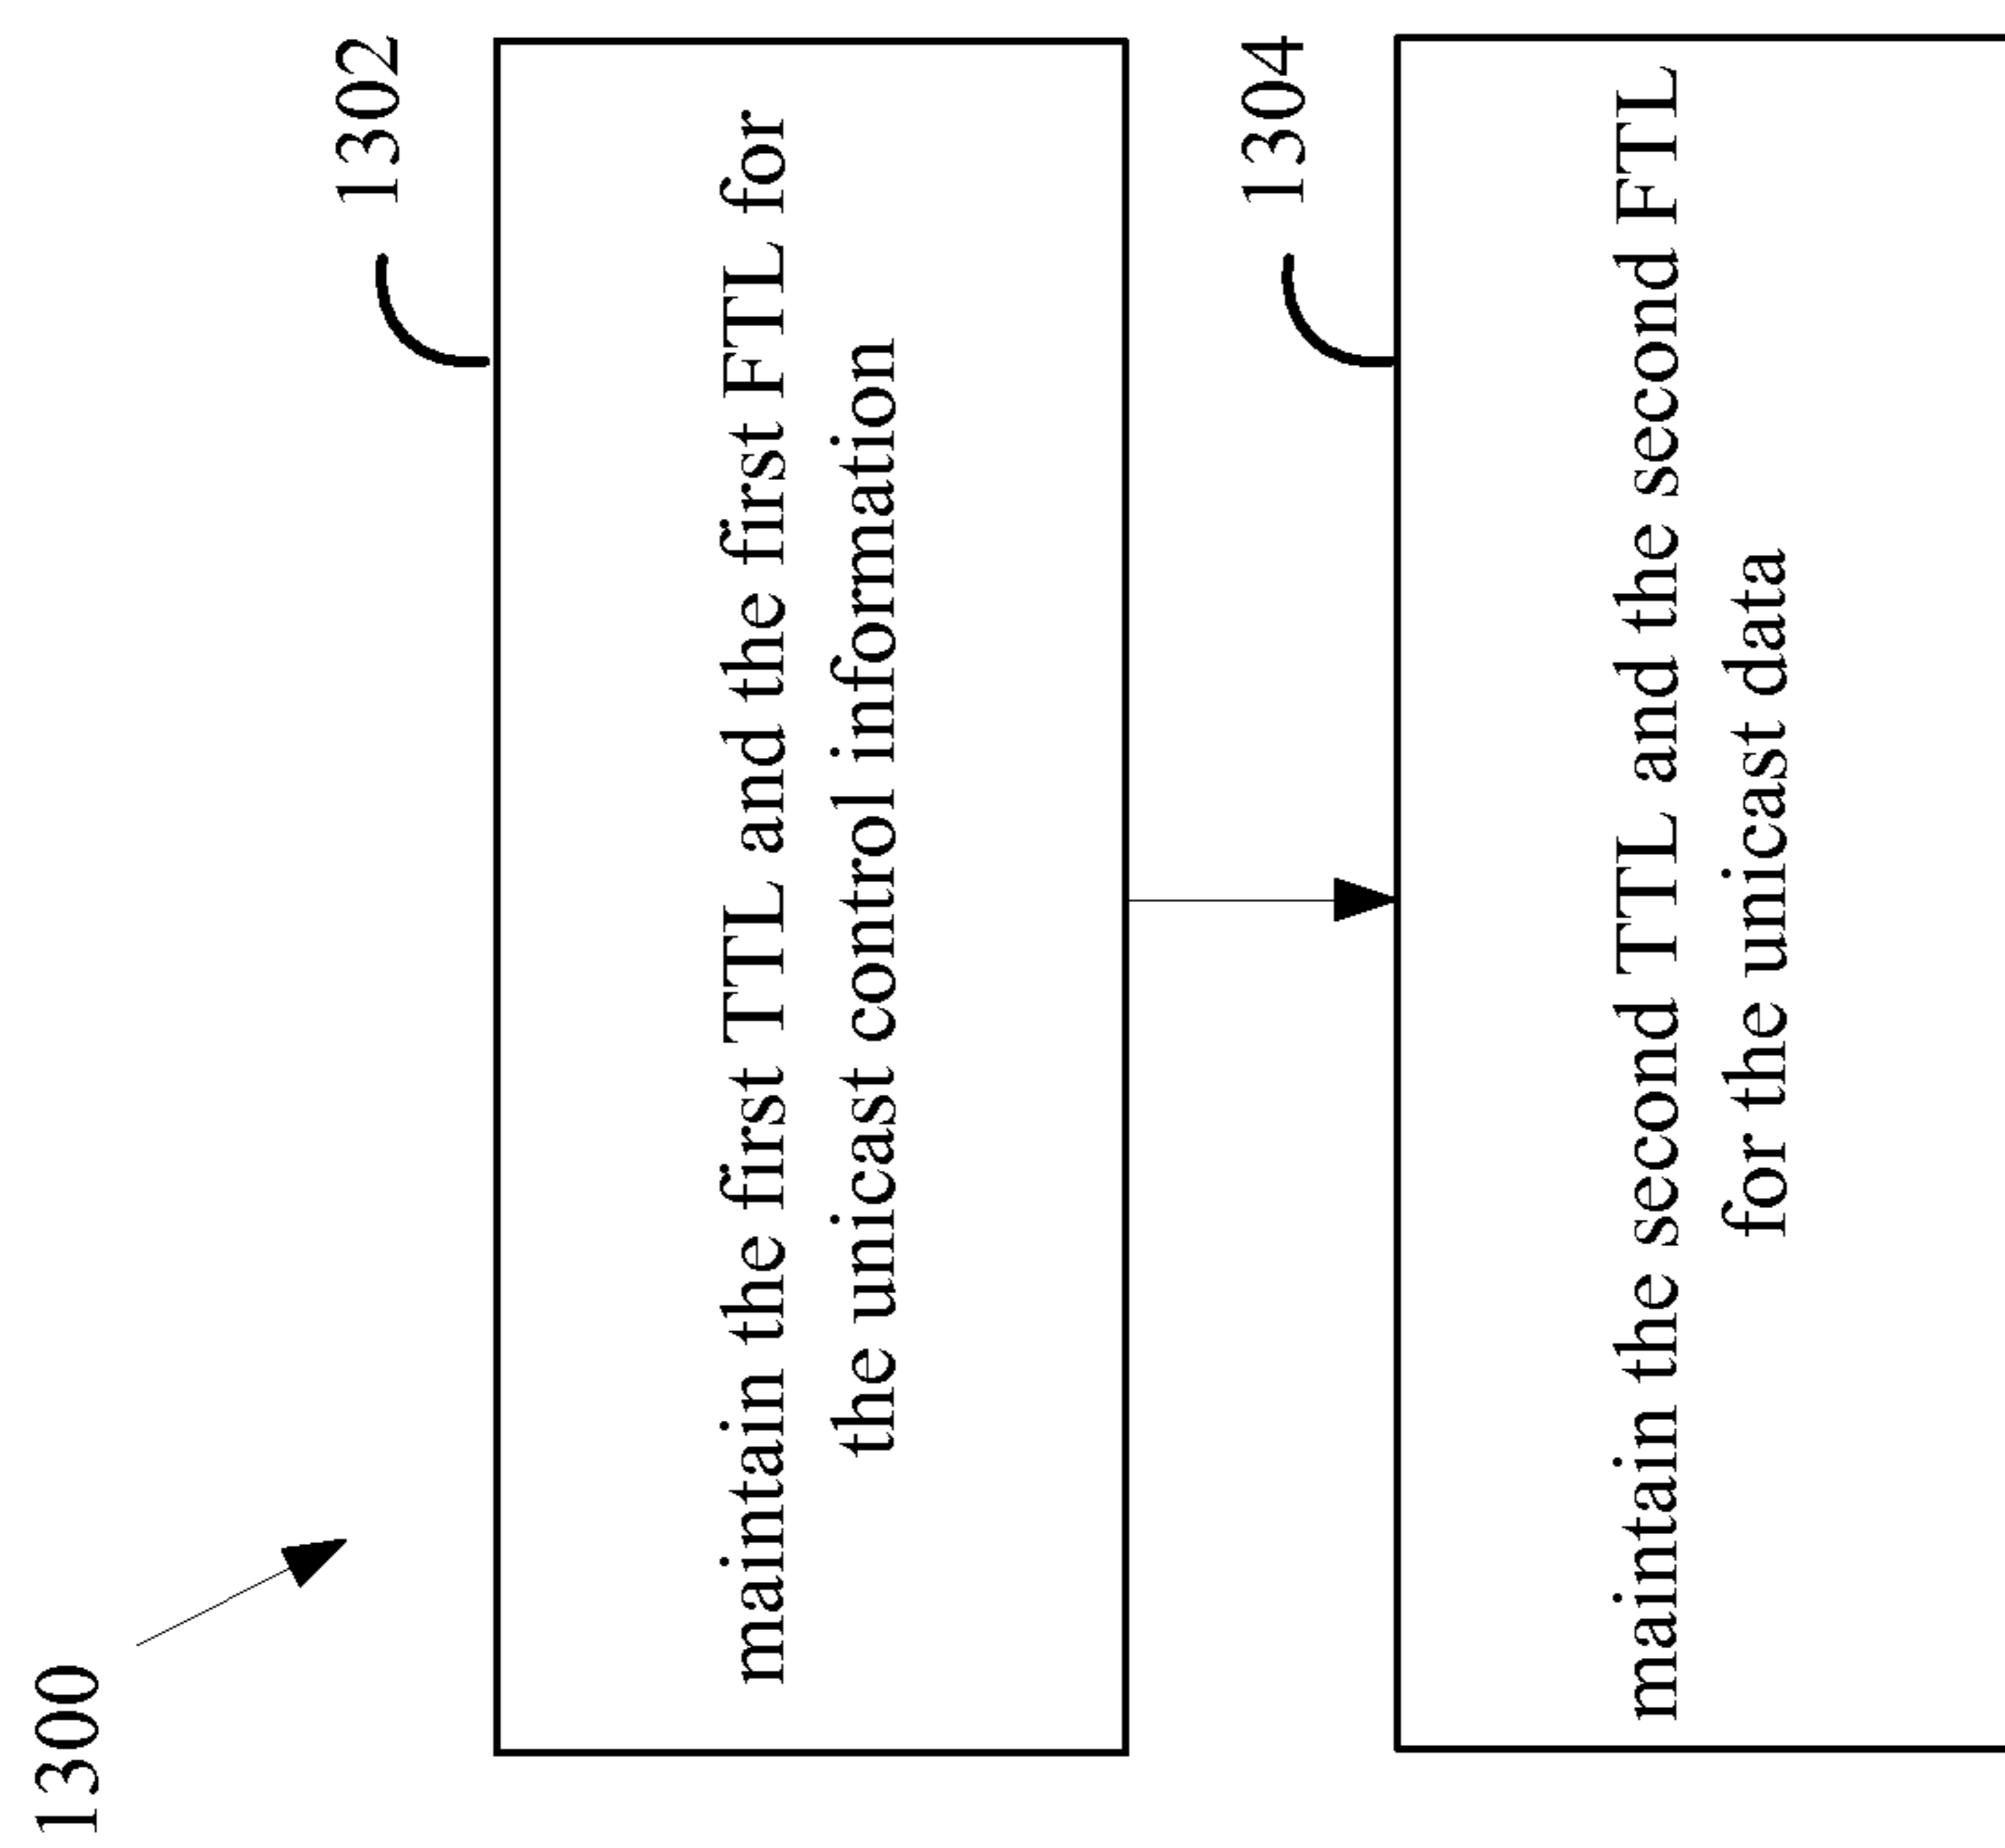 1300
1302
maintain the first TTL and the first FTL for
the unicast control information
1304
maintain the second TTL and the second FTL
for the unicast data